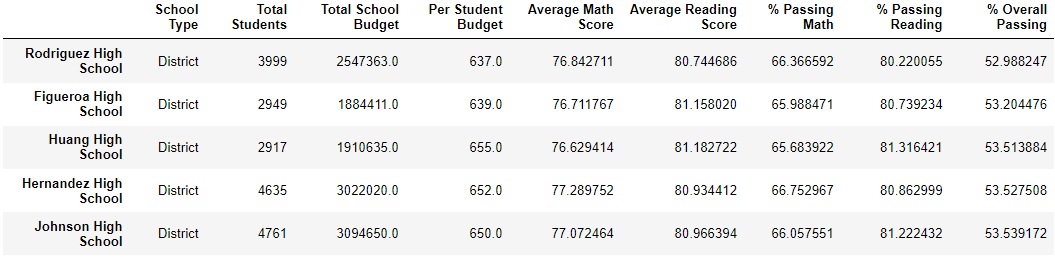 School Type Total Students Total School Budget Per Student Budget Average Math Score Average Reading Score % Passing Math % Passing Reading % Overall Passing
Rodriguez High School District 3999 2547363.0 637.0 76.842711 80.744686 66.366592 80.220055 52.988247
Figueroa High School District 2949 1884411.0 639.0 76.711767 81.158020 65.988471 80.739234 53.204476
Huang High School District 2917 1910635.0 655.0 76.629414 81.182722 65.683922 81.316421 53.513884
Hernandez High School District 4635 3022020.0 652.0 77.289752 80.934412 66.752967 80.862999 53.527508
Johnson High School District 4761 3094650.0 650.0 77.072464 80.966394 66.057551 81.222432 53.539172